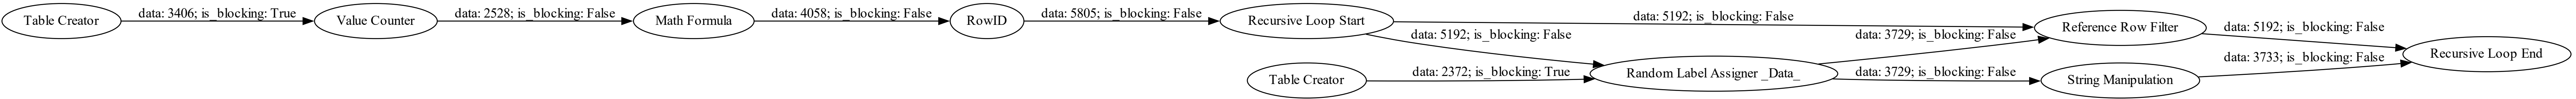 Table Creator
data: 3406; is_blocking: True
Value Counter
data: 2528; is_blocking: False
Math Formula
data: 4058; is_blocking: False
RowID
data: 5805; is_blocking: False
Recursive Loop Start
data: 5192; is_blocking: False
data: 5192; is_blocking: False
Table Creator
data: 2372; is_blocking: True
Random Label Assigner _Data_
data: 3729; is_blocking: False
data: 3729; is_blocking: False
Reference Row Filter
data: 5192; is_blocking: False
String Manipulation
data: 3733; is_blocking: False
Recursive Loop End